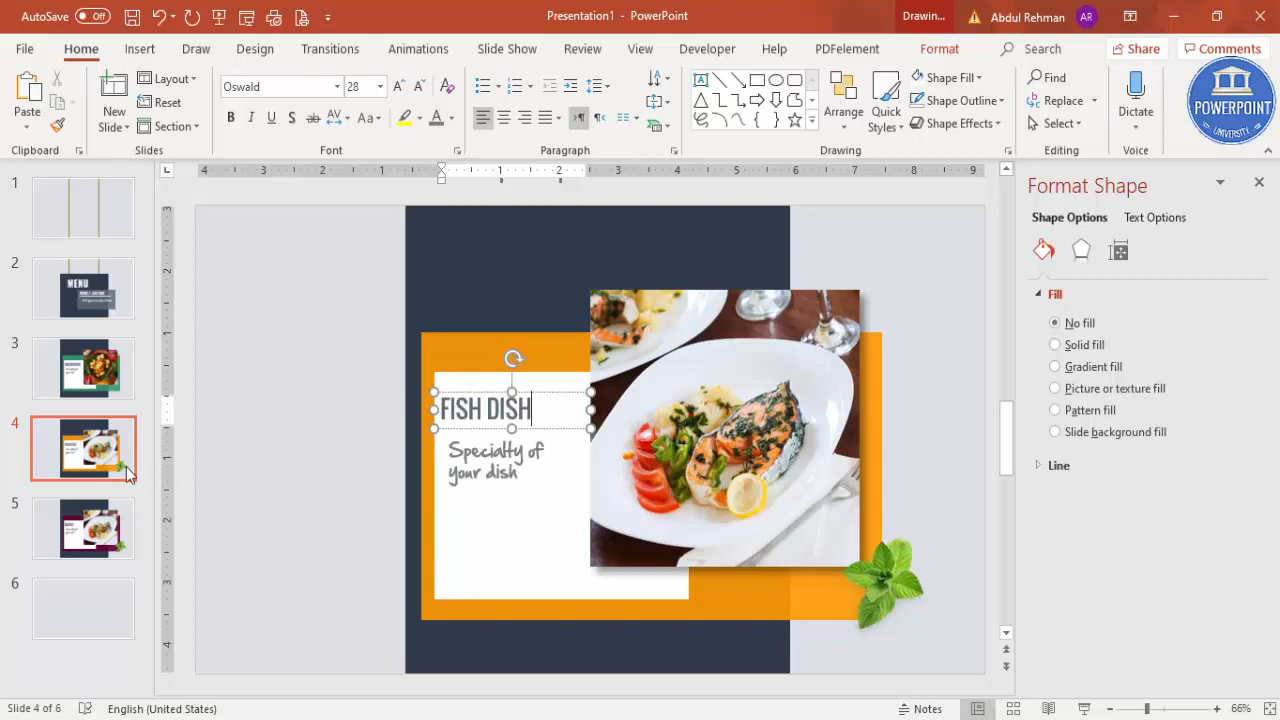 AutoSave Off Presentation1 - PowerPoint Drawin... Abdul Rehman AR
File Home Insert Draw Design Transitions Animations Slide Show Review View Developer Help PDFelement Format Search Share Comments
Paste New Slide Layout Reset Section Oswald 28 Arrange Quick Styles Shape Fill Shape Outline Shape Effects Find Replace Select Dictate
Clipboard Slides Font Paragraph Drawing Editing Voice
POWERPOINT
UNIVERSITY
Format Shape
Shape Options Text Options
Fill
No fill
Solid fill
Gradient fill
Picture or texture fill
Pattern fill
Slide background fill
Line
1
2
MENU
3
4
5
6
FISH DISH
Specialty of
your dish
Slide 4 of 6 English (United States) Notes 66%